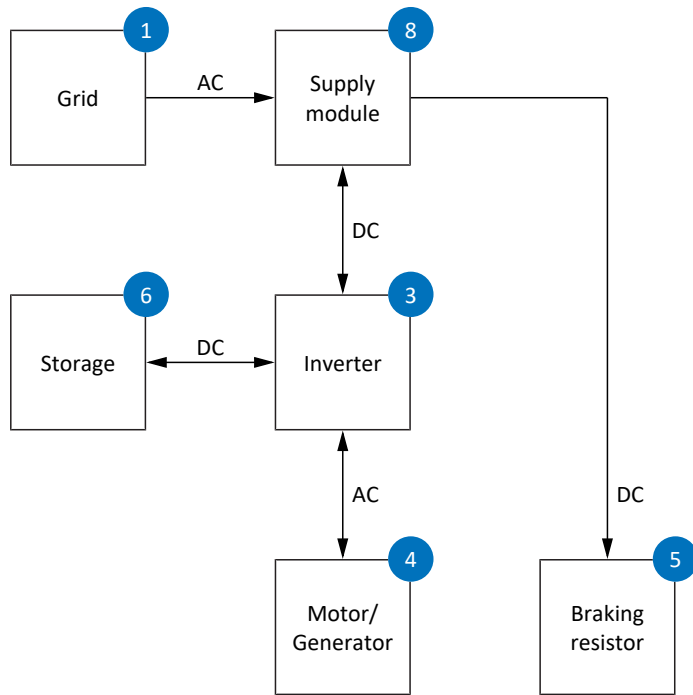 1
Grid
AC
8
Supply
module
DC
6
Storage
DC
3
Inverter
AC
DC
4
Motor/
Generator
5
Braking
resistor